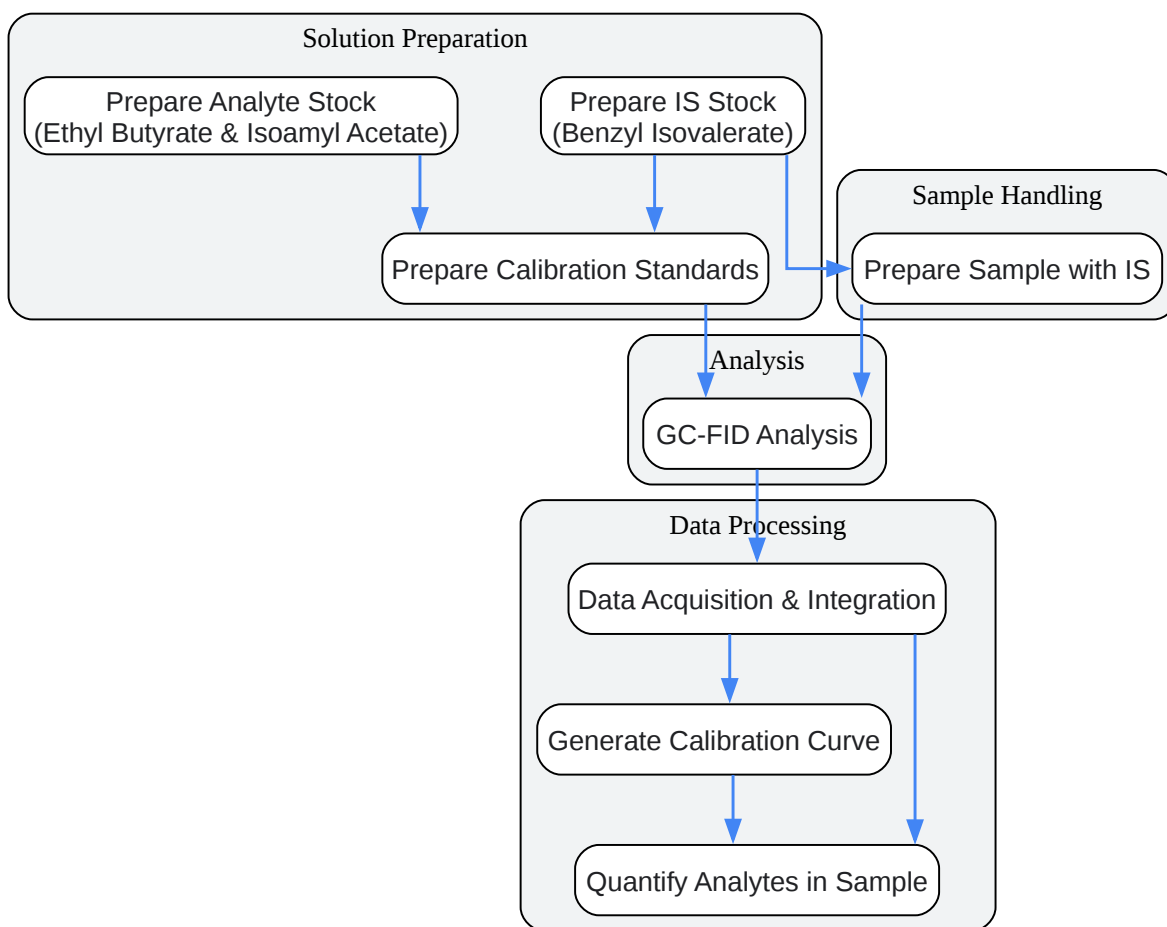 Solution Preparation
Prepare Analyte Stock
(Ethyl Butyrate & Isoamyl Acetate)
Prepare IS Stock
(Benzyl Isovalerate)
Sample Handling
Prepare Calibration Standards
Prepare Sample with IS
Analysis
GC-FID Analysis
Data Processing
Data Acquisition & Integration
Generate Calibration Curve
Quantify Analytes in Sample